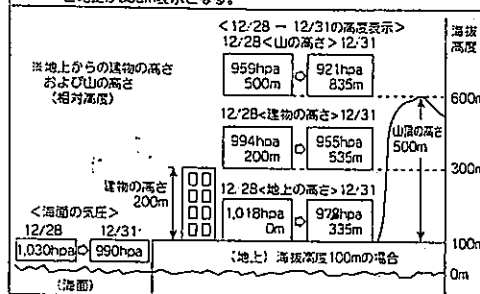 <12/28 － 12/31の高度表示>
12/28<山の高さ>12/31
959hpa
500m
921hpa
835m
※地上からの建物の高さ
および山の高さ
(相対高度)
12/28<建物の高さ>12/31
994hpa
200m
955hpa
535m
建物の高さ
200m
12/28<地上の高さ>12/31
1,018hpa
0m
979hpa
335m
<海面の気圧>
12/28
12/31
1,030hpa
990hpa
(地上) 海抜高度100mの場合
(海面)
山頂の高さ
500m
海抜
高度
600m
300m
100m
0m